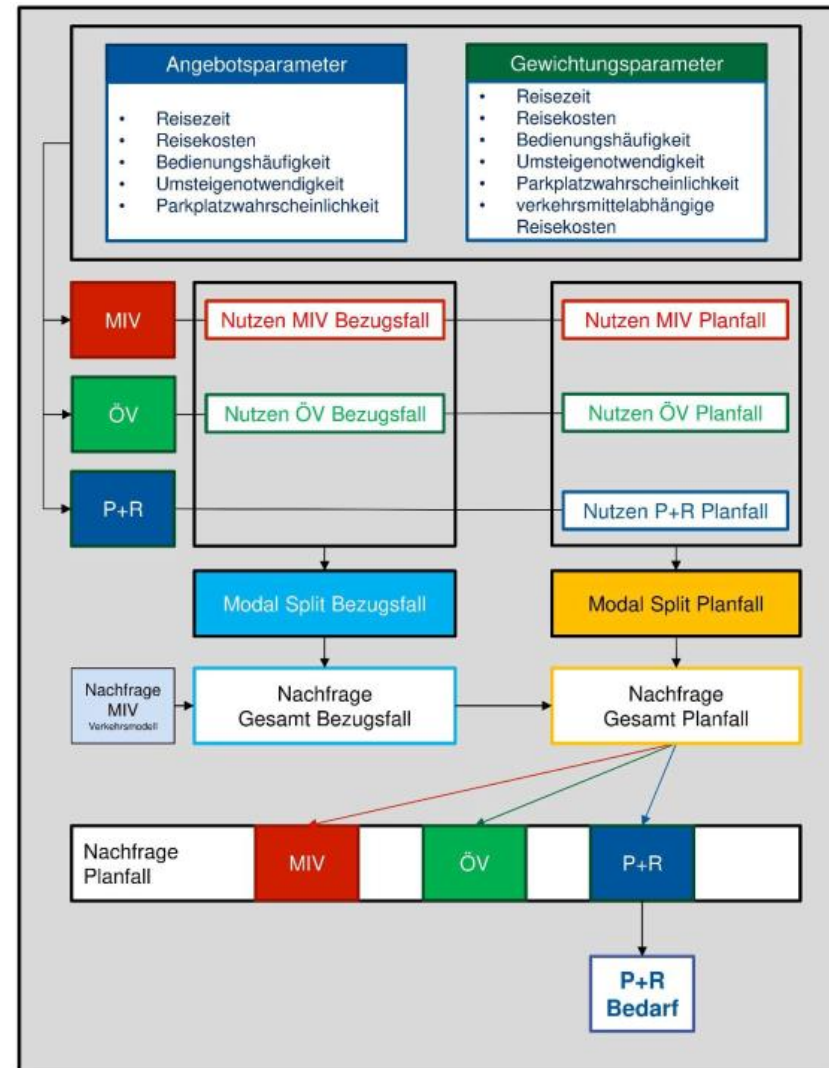 Angebotsparameter
• Reisezeit
• Reisekosten
• Bedienungshäufigkeit
• Umsteigenotwendigkeit
• Parkplatzwahrscheinlichkeit
Gewichtungsparameter
• Reisezeit
• Reisekosten
• Bedienungshäufigkeit
• Umsteigenotwendigkeit
• Parkplatzwahrscheinlichkeit
• verkehrsmittelabhängige
Reisekosten
MIV
Nutzen MIV Bezugsfall
Nutzen MIV Planfall
ÖV
Nutzen ÖV Bezugsfall
Nutzen ÖV Planfall
P+R
Nutzen P+R Planfall
Modal Split Bezugsfall
Modal Split Planfall
Nachfrage
MIV
Verkehrsmodell
Nachfrage
Gesamt Bezugsfall
Nachfrage
Gesamt Planfall
Nachfrage
Planfall
MIV
ÖV
P+R
P+R
Bedarf